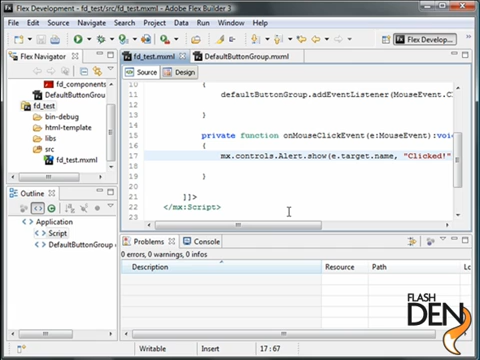 Flex Development - fd_test/src/fd_test.mxml - Adobe Flex Builder 3
File Edit Source Navigate Search Project Data Run Window Help
Flex Develop...
Flex Navigator
fd_components
DefaultButtonGrou
fd_test
bin-debug
html-template
libs
src
fd_test.mxml
Outline
Application
Script
DefaultButtonGroup
fd_test.mxml
DefaultButtonGroup.mxml
Source
Design
10 {
11 defaultButtonGroup.addEventListener(MouseEvent.C
12
13 }
14
15 private function onMouseClickEvent(e:MouseEvent):voi
16 {
17 mx.controls.Alert.show(e.target.name, "Clicked!"
18
19 }
20
21 ]]>
22 </mx:Script>
23
Problems
Console
0 errors, 0 warnings, 0 infos
Description Resource Path Lo
Writable Insert 17 : 67
FLASH
DEN